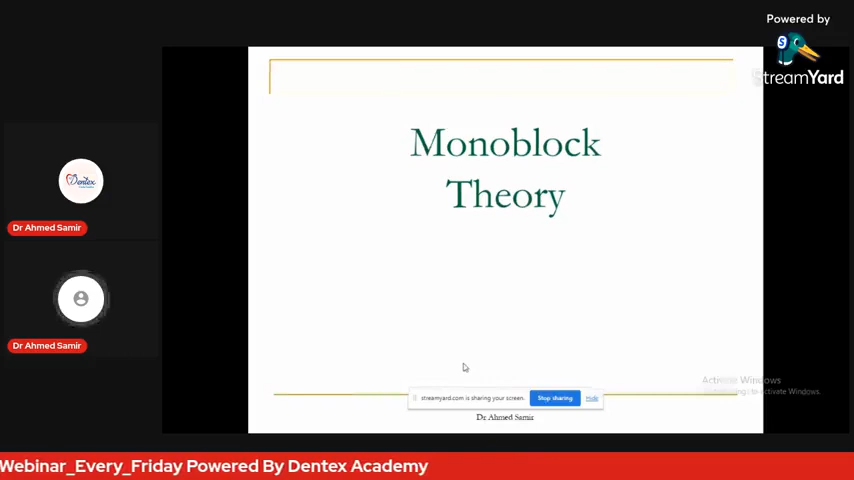 Powered by
StreamYard
Monoblock
Theory
Dentex
Dr Ahmed Samir
Dr Ahmed Samir
Activate Windows
streamyard.com is sharing your screen.
Stop sharing
Hide
Dr Ahmed Samir
Webinar_Every_Friday Powered By Dentex Academy